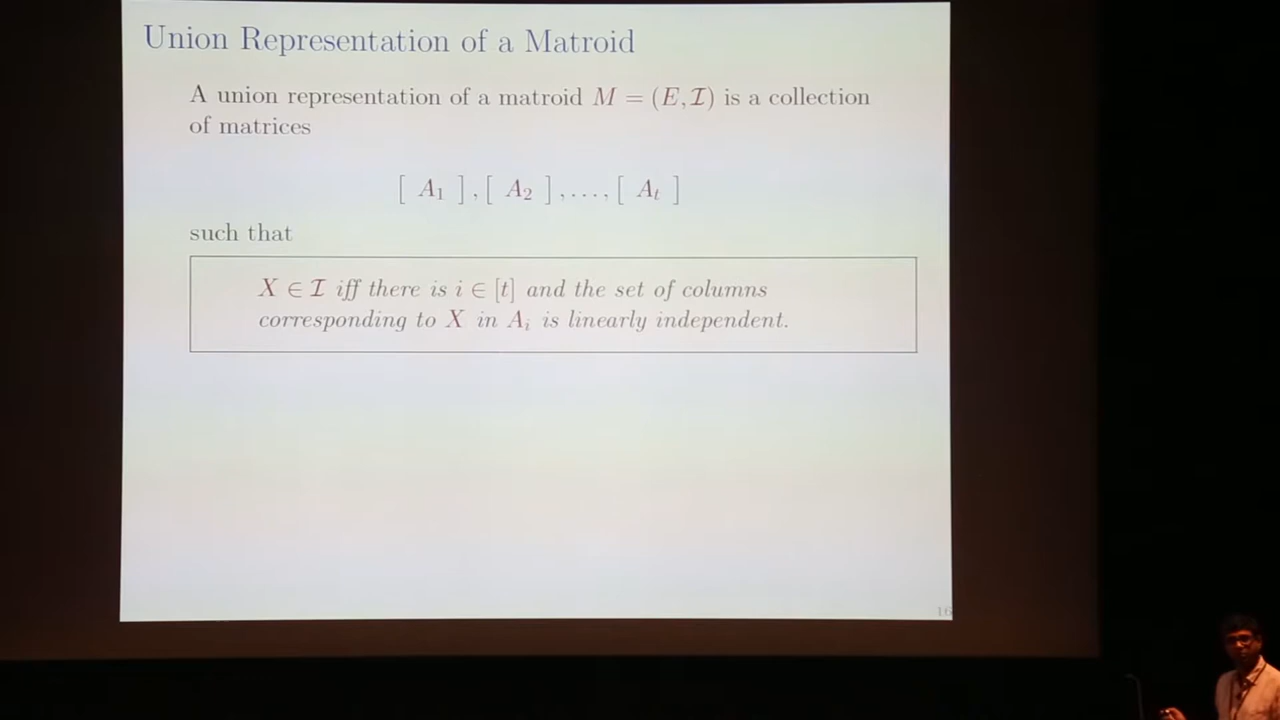 Union Representation of a Matroid
A union representation of a matroid M = (E, I) is a collection
of matrices
[ A₁ ], [ A₂ ], …, [ Aₜ ]
such that
X ∈ I iff there is i ∈ [t] and the set of columns
corresponding to X in Aᵢ is linearly independent.
16